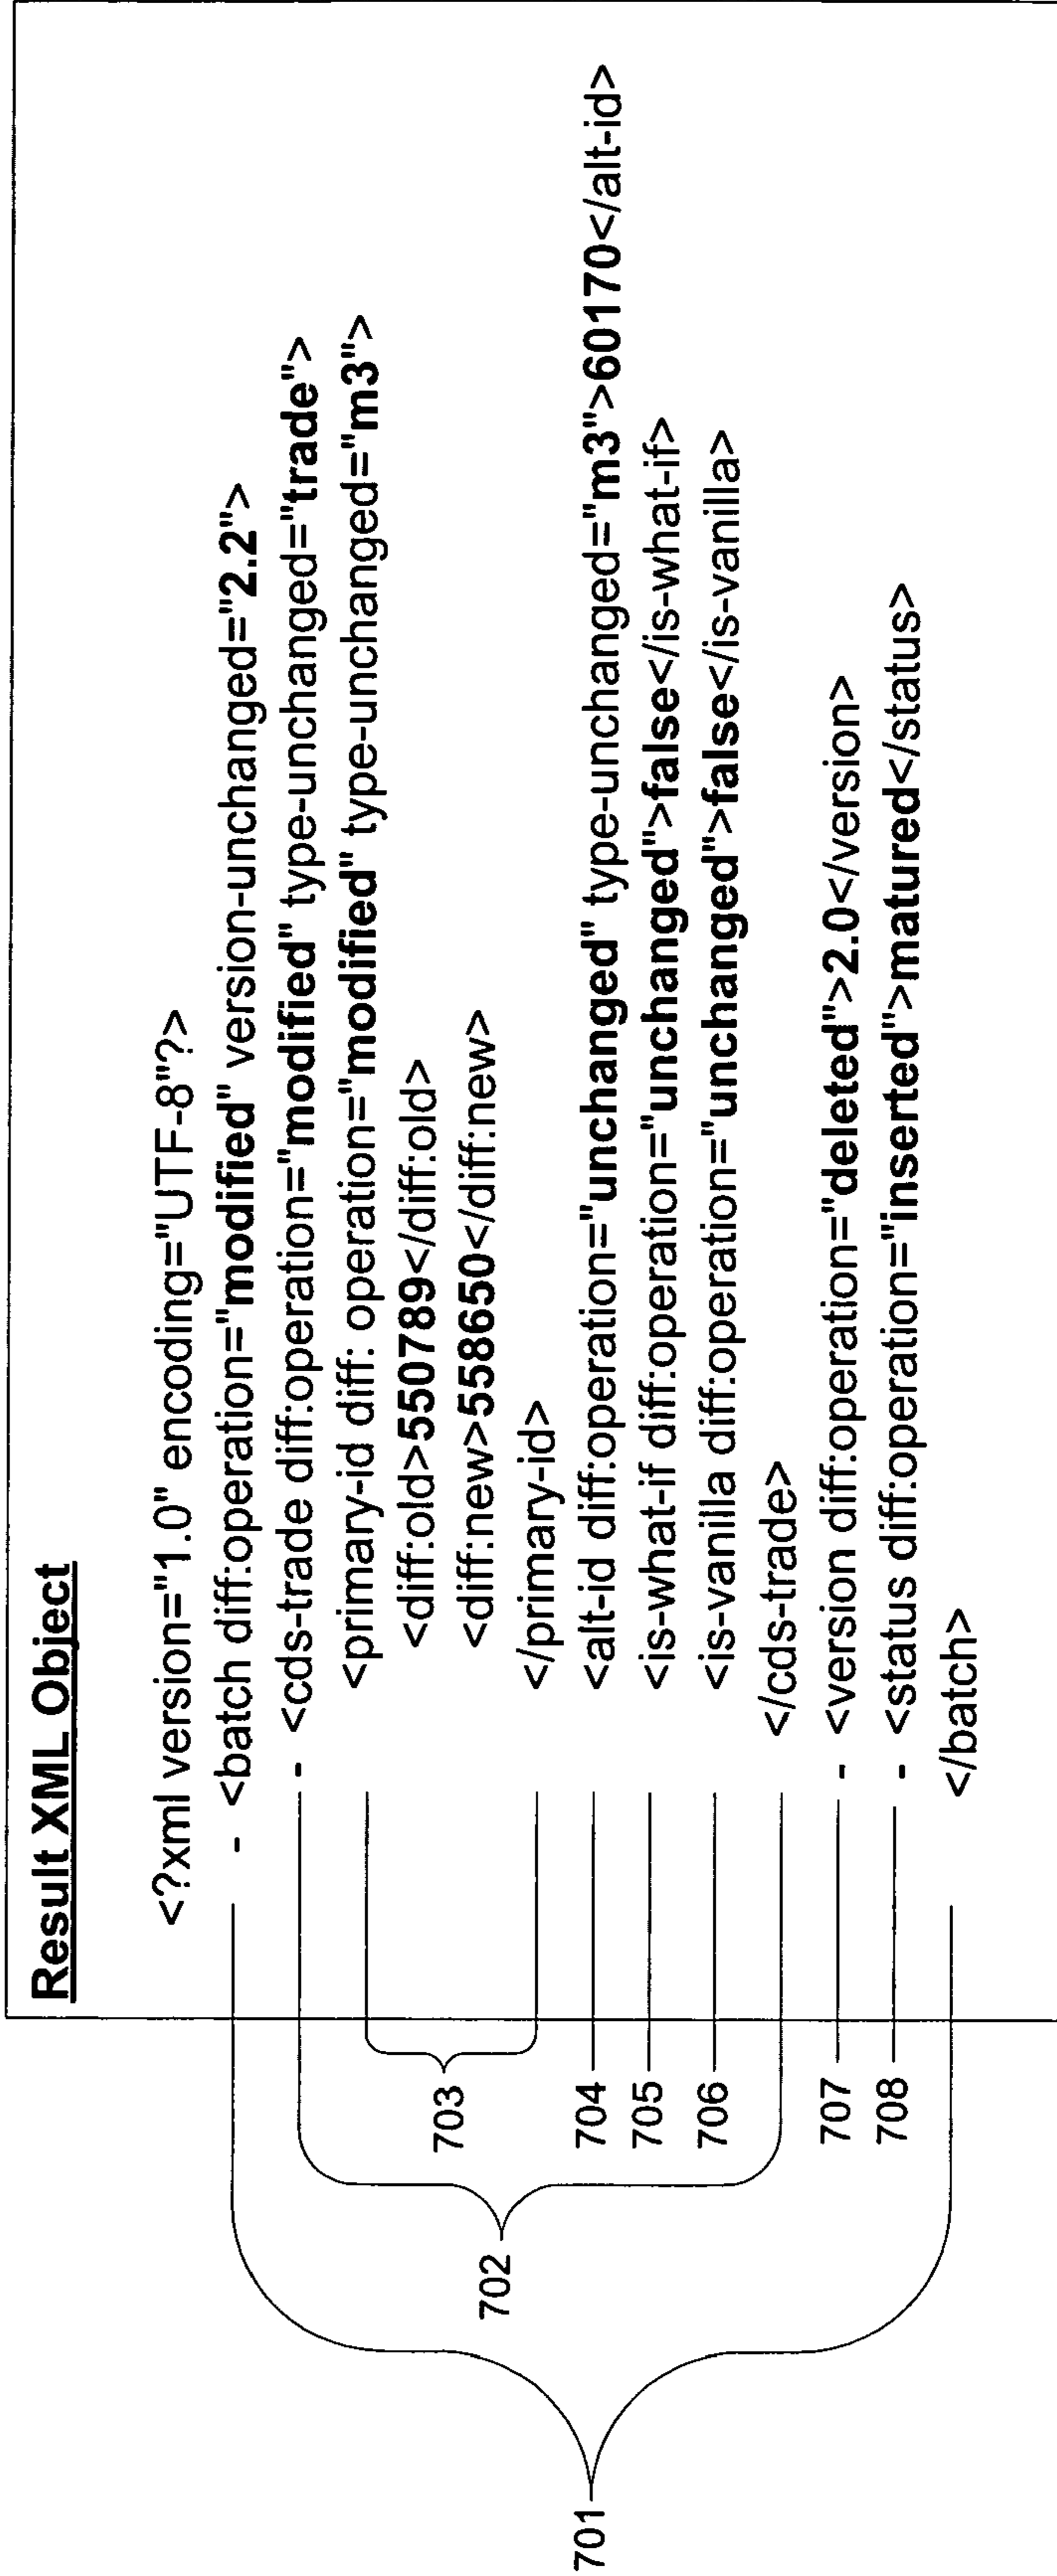 Result XML Object
<?xml version="1.0" encoding="UTF-8"?>
- <batch diff:operation="modified" version-unchanged="2.2">
- <cds-trade diff:operation="modified" type-unchanged="trade">
<primary-id diff: operation="modified" type-unchanged="m3">
<diff:old>550789</diff:old>
<diff:new>558650</diff:new>
</primary-id>
<alt-id diff:operation="unchanged" type-unchanged="m3">60170</alt-id>
<is-what-if diff:operation="unchanged">false</is-what-if>
<is-vanilla diff:operation="unchanged">false</is-vanilla>
</cds-trade>
- <version diff:operation="deleted">2.0</version>
- <status diff:operation="inserted">matured</status>
</batch>
701
702
703
704
705
706
707
708